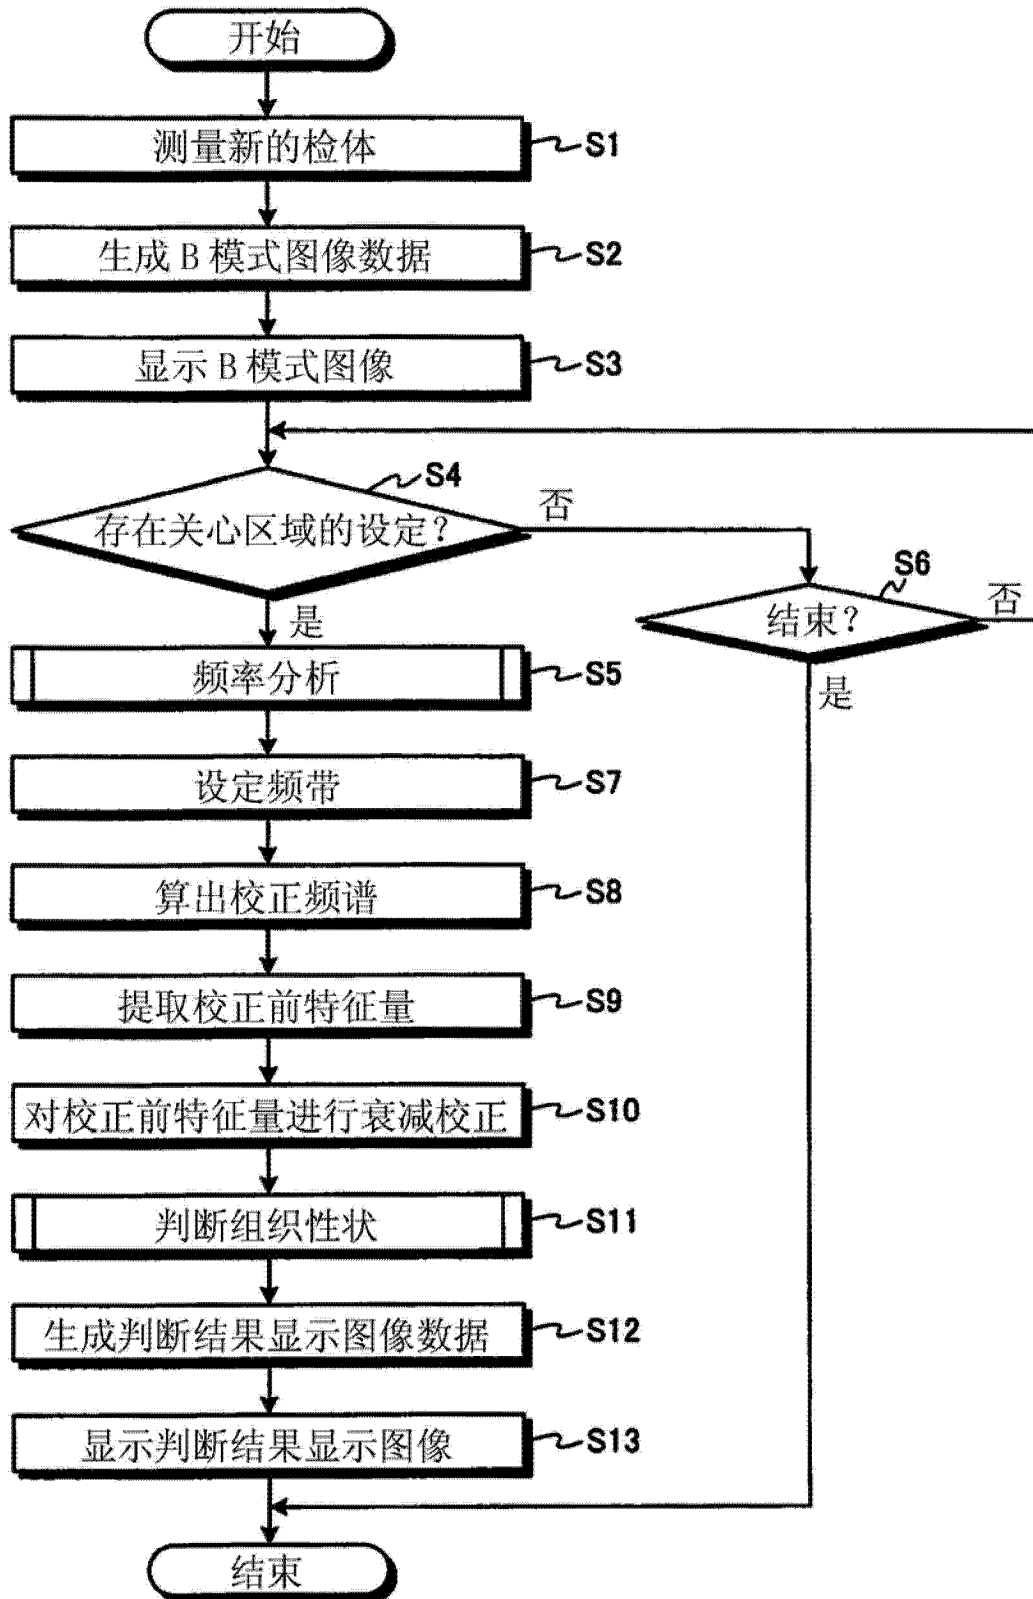 开始
测量新的检体
S1
生成 B 模式图像数据
S2
显示 B 模式图像
S3
S4
存在关心区域的设定？
否
S6
结束？
否
是
频率分析
S5
是
设定频带
S7
算出校正频谱
S8
提取校正前特征量
S9
对校正前特征量进行衰减校正
S10
判断组织性状
S11
生成判断结果显示图像数据
S12
显示判断结果显示图像
S13
结束